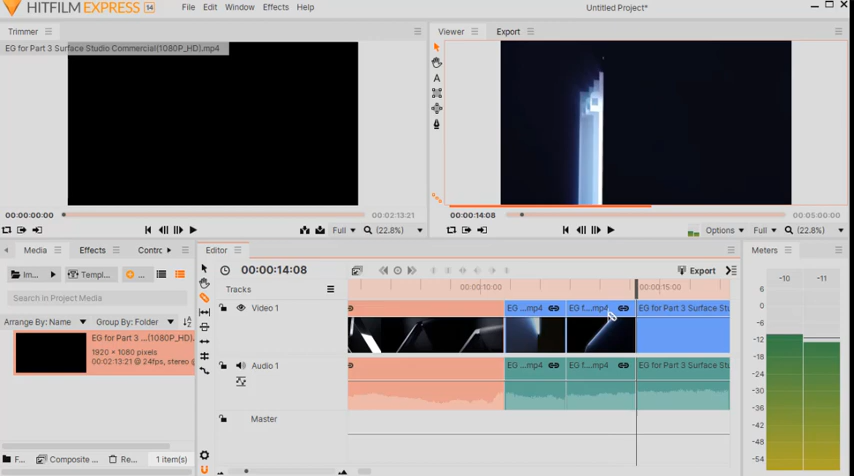 HITFILM EXPRESS 14
File Edit Window Effects Help
Untitled Project*
Trimmer
EG for Part 3 Surface Studio Commercial(1080P_HD).mp4
00:00:00:00
Full
(22.8%)
00:02:13:21
Viewer
Export
A
00:00:14:08
00:05:00:00
Options
Full
(22.8%)
Media
Effects
Contrc
Im...
Templ...
...
Search in Project Media
Arrange By: Name
Group By: Folder
EG for Part 3 ...(1080P_HD).
1920 × 1080 pixels
00:02:13:21 @ 24fps, stereo
F...
Composite ...
Re...
1 item(s)
Editor
00:00:14:08
Export
Tracks
00:00:10:00
00:00:15:00
Video 1
EG ...mp4
EG f....mp4
EG for Part 3 Surface Stu
Audio 1
EG ...mp4
EG f....mp4
EG for Part 3 Surface Stu
Master
Meters
-10
-11
6
0
-6
-12
-18
-24
-30
-36
-42
-48
-54